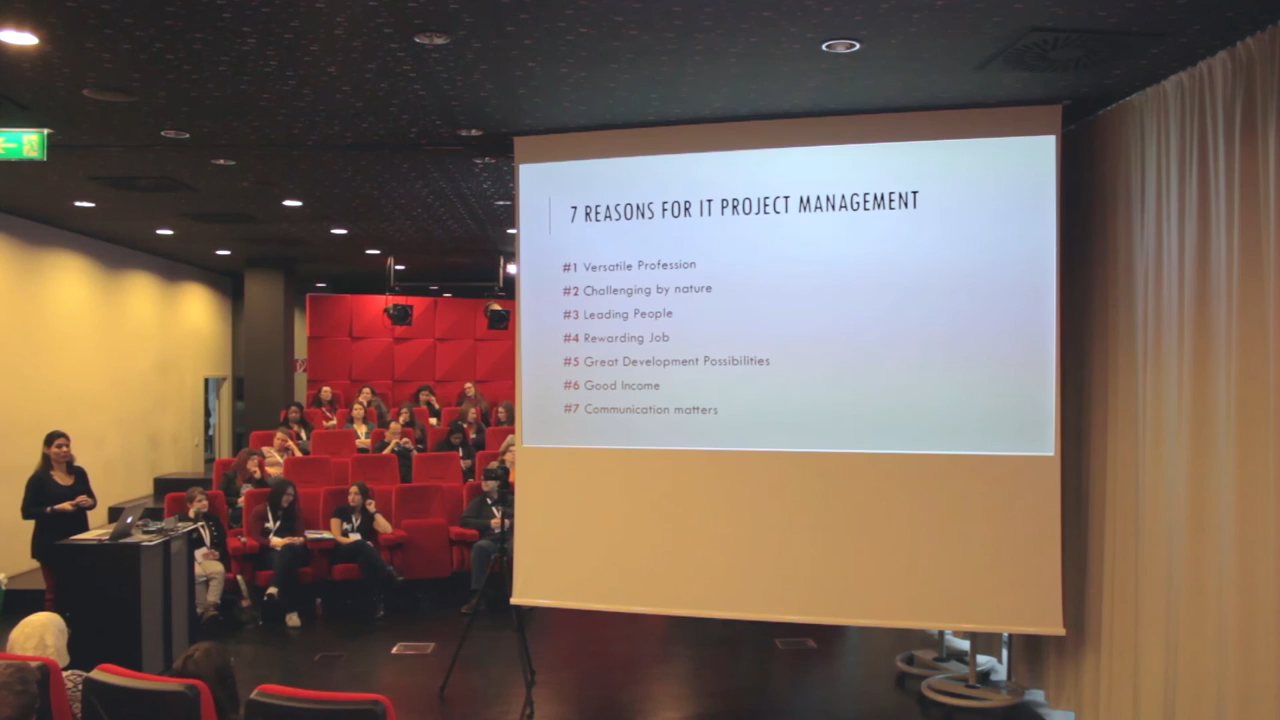 7 REASONS FOR IT PROJECT MANAGEMENT
#1 Versatile Profession
#2 Challenging by nature
#3 Leading People
#4 Rewarding Job
#5 Great Development Possibilities
#6 Good Income
#7 Communication matters